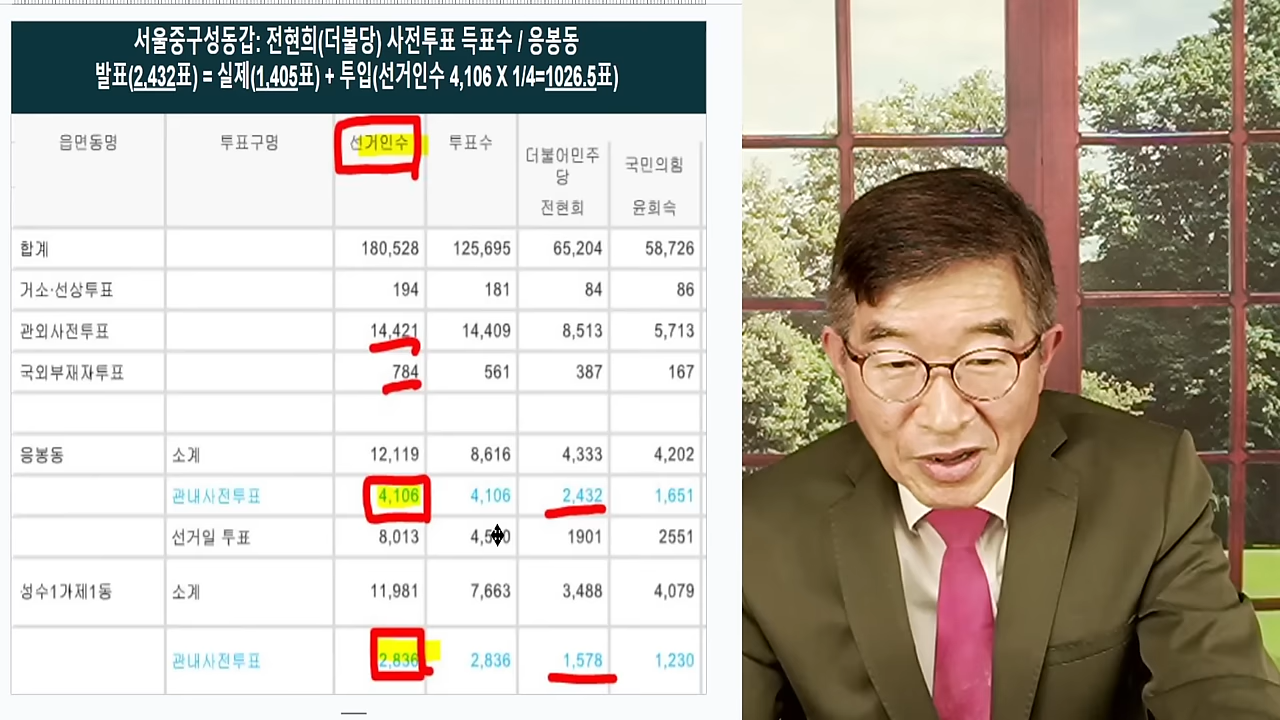 서울중구성동갑: 전현희(더불당) 사전투표 득표수 / 응봉동
발표(2,432표) = 실제(1,405표) + 투입(선거인수 4,106 X 1/4=1026.5표)
읍면동명 투표구명 선거인수 투표수 더불어민주당 전현희 국민의힘 윤희숙
합계 180,528 125,695 65,204 58,726
거소·선상투표 194 181 84 86
관외사전투표 14,421 14,409 8,513 5,713
국외부재자투표 784 561 387 167
응봉동 소계 12,119 8,616 4,333 4,202
관내사전투표 4,106 4,106 2,432 1,651
선거일 투표 8,013 1901 2551
성수1가제1동 소계 11,981 7,663 3,488 4,079
관내사전투표 2,836 2,836 1,578 1,230